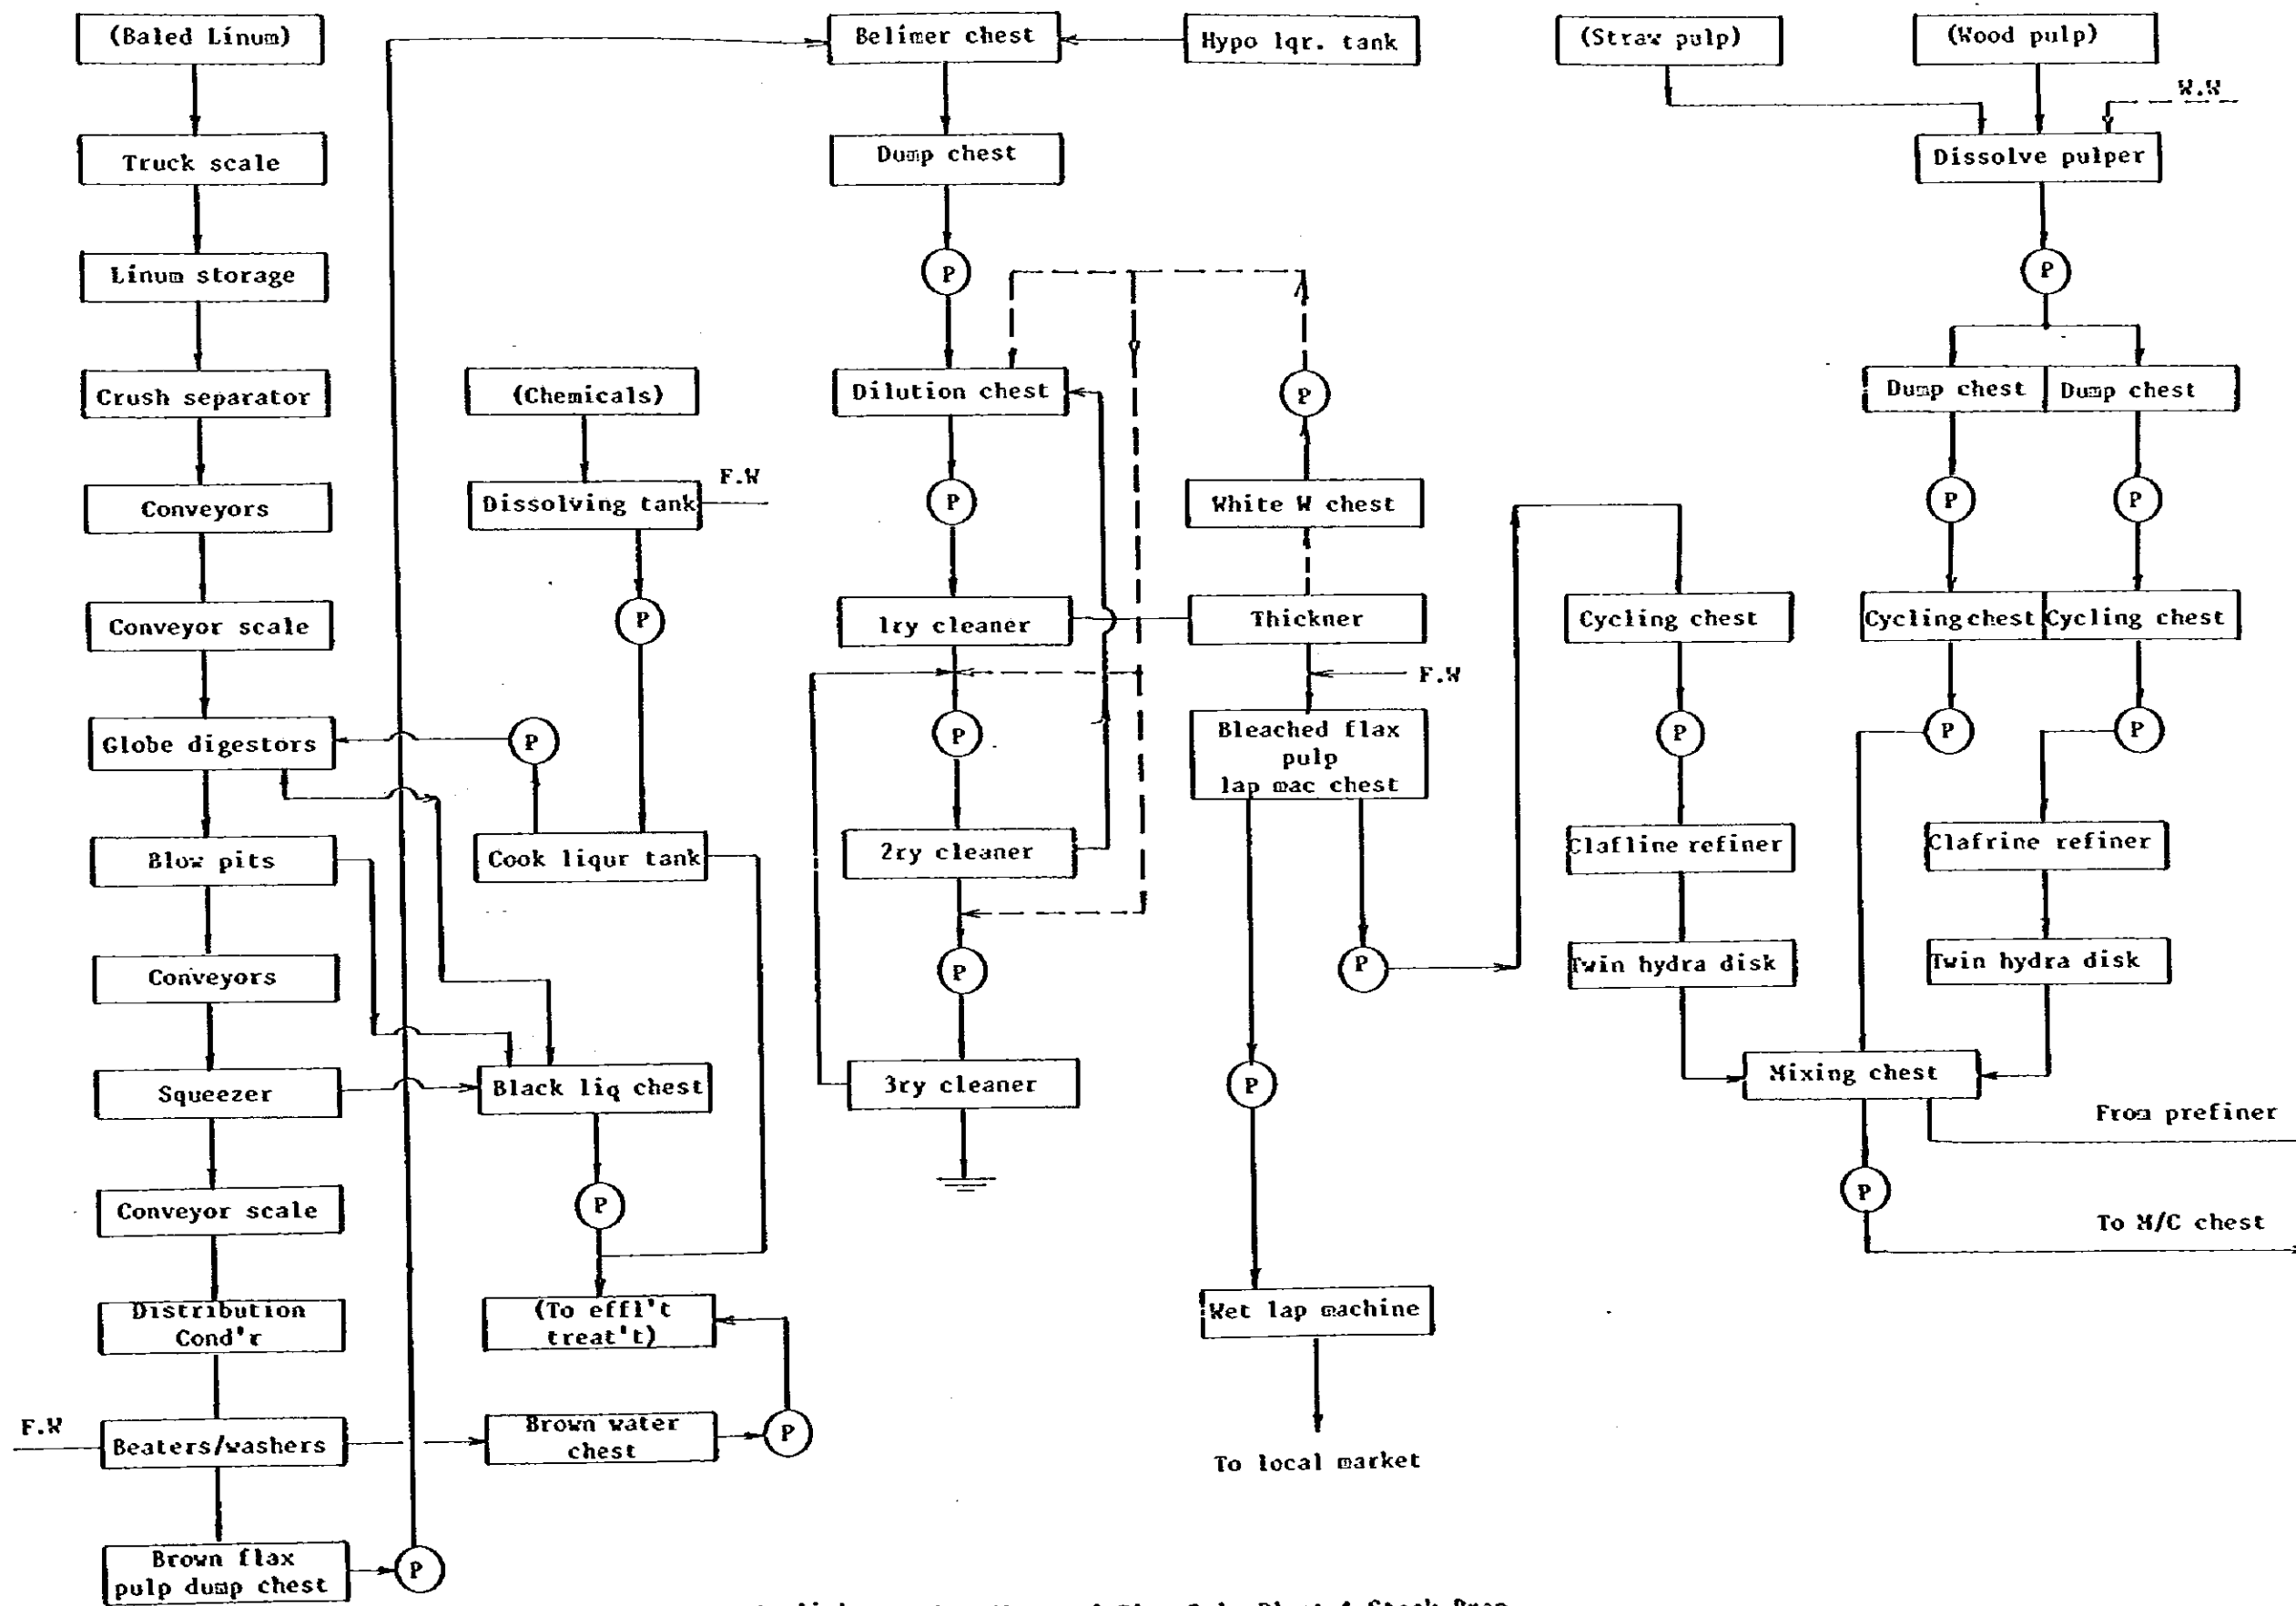 (Baled Linum)
Truck scale
Linum storage
Crush separator
Conveyors
Conveyor scale
Globe digestors
Blow pits
Conveyors
Squeezer
Conveyor scale
Distribution
Cond'r
F.W
Beaters/washers
Brown flax
pulp dump chest
P
(Chemicals)
Dissolving tank
F.W
P
P
Cook liqur tank
Black liq chest
P
(To effl't
treat't)
Brown water
chest
P
Belimer chest
Hypo lqr. tank
Dump chest
P
Dilution chest
P
1ry cleaner
P
2ry cleaner
P
3ry cleaner
P
White W chest
Thickner
F.W
Bleached flax
pulp
lap mac chest
P
P
Wet lap machine
To local market
(Straw pulp)
(Wood pulp)
W.W
Dissolve pulper
P
Dump chest
Dump chest
P
P
Cycling chest
Cycling chest
Cycling chest
P
P
P
Clafline refiner
Clafrine refiner
Twin hydra disk
Twin hydra disk
Mixing chest
From prefiner
P
To M/C chest